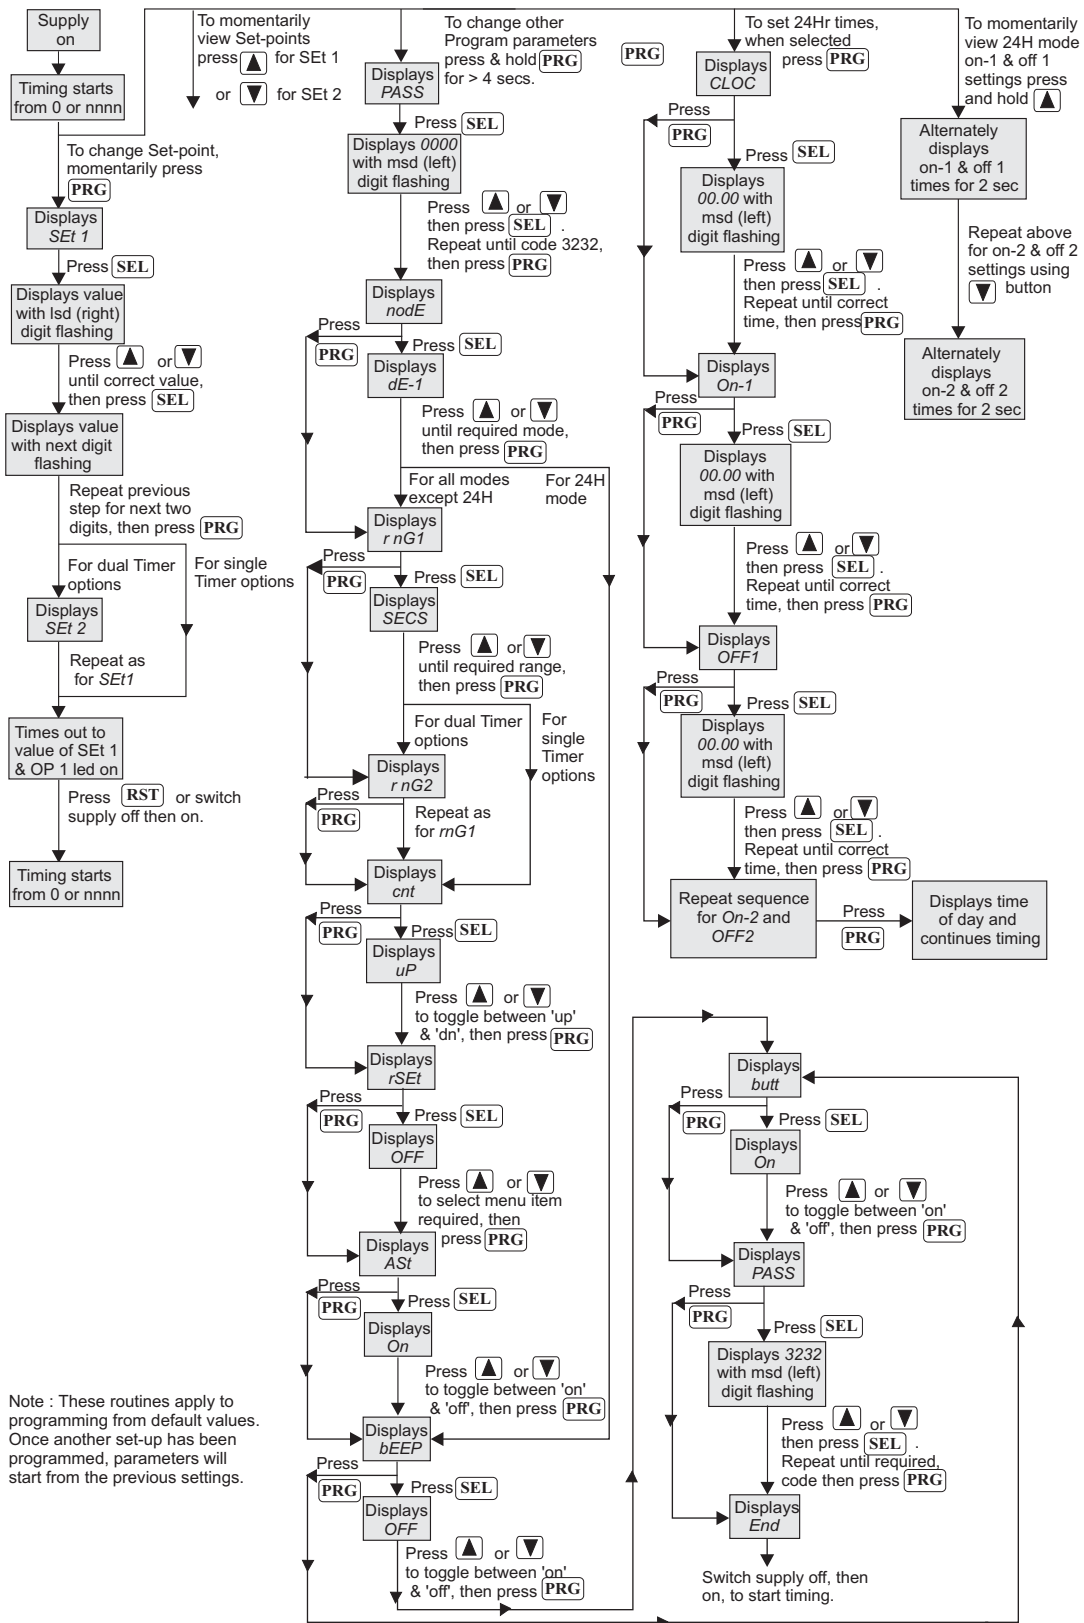 Supply
on
Timing starts
from 0 or nnnn
To change Set-point,
momentarily press
PRG
Displays
SEt 1
Press SEL
Displays value
with lsd (right)
digit flashing
Press ▲ or ▼
until correct value,
then press SEL
Displays value
with next digit
flashing
Repeat previous
step for next two
digits, then press PRG
For dual Timer
options
For single
Timer options
Displays
SEt 2
Repeat as
for SEt1
Times out to
value of SEt 1
& OP 1 led on
Press RST or switch
supply off then on.
Timing starts
from 0 or nnnn
Note : These routines apply to
programming from default values.
Once another set-up has been
programmed, parameters will
start from the previous settings.
To momentarily
view Set-points
press ▲ for SEt 1
or ▼ for SEt 2
To change other
Program parameters
press & hold PRG
for > 4 secs.
Displays
PASS
Press SEL
Displays 0000
with msd (left)
digit flashing
Press ▲ or ▼
then press SEL .
Repeat until code 3232,
then press PRG
Displays
nodE
Press
PRG
Press SEL
Displays
dE-1
Press ▲ or ▼
until required mode,
then press PRG
For all modes
except 24H
For 24H
mode
Displays
r nG1
Press
PRG
Press SEL
Displays
SECS
Press ▲ or ▼
until required range,
then press PRG
For dual Timer
options
For
single
Timer
options
Displays
r nG2
Press
PRG
Repeat as
for rnG1
Displays
cnt
Press
PRG
Press SEL
Displays
uP
Press ▲ or ▼
to toggle between 'up'
& 'dn', then press PRG
Displays
rSEt
Press
PRG
Press SEL
Displays
OFF
Press ▲ or ▼
to select menu item
required, then
press PRG
Displays
ASt
Press
PRG
Press SEL
Displays
On
Press ▲ or ▼
to toggle between 'on'
& 'off', then press PRG
Displays
bEEP
Press
PRG
Press SEL
Displays
OFF
Press ▲ or ▼
to toggle between 'on'
& 'off', then press PRG
PRG
To set 24Hr times,
when selected
press PRG
Displays
CLOC
Press
PRG
Press SEL
Displays
00.00 with
msd (left)
digit flashing
Press ▲ or ▼
then press SEL .
Repeat until correct
time, then press PRG
Displays
On-1
Press
PRG
Press SEL
Displays
00.00 with
msd (left)
digit flashing
Press ▲ or ▼
then press SEL .
Repeat until correct
time, then press PRG
Displays
OFF1
Press
PRG
Press SEL
Displays
00.00 with
msd (left)
digit flashing
Press ▲ or ▼
then press SEL .
Repeat until correct
time, then press PRG
Repeat sequence
for On-2 and
OFF2
Press
PRG
Displays time
of day and
continues timing
To momentarily
view 24H mode
on-1 & off 1
settings press
and hold ▲
Alternately
displays
on-1 & off 1
times for 2 sec
Repeat above
for on-2 & off 2
settings using
▼ button
Alternately
displays
on-2 & off 2
times for 2 sec
Displays
butt
Press
PRG
Press SEL
Displays
On
Press ▲ or ▼
to toggle between 'on'
& 'off', then press PRG
Displays
PASS
Press
PRG
Press SEL
Displays 3232
with msd (left)
digit flashing
Press ▲ or ▼
then press SEL .
Repeat until required,
code then press PRG
Displays
End
Switch supply off, then
on, to start timing.